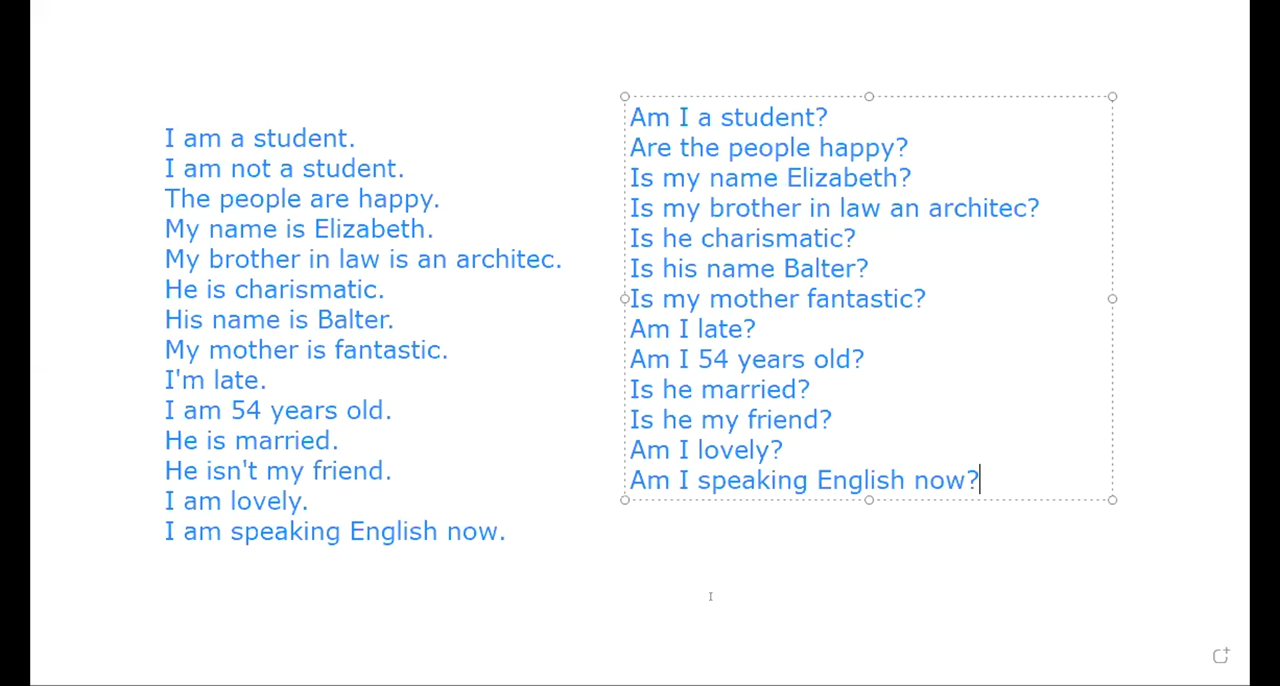 I am a student.
I am not a student.
The people are happy.
My name is Elizabeth.
My brother in law is an architec.
He is charismatic.
His name is Balter.
My mother is fantastic.
I'm late.
I am 54 years old.
He is married.
He isn't my friend.
I am lovely.
I am speaking English now.
Am I a student?
Are the people happy?
Is my name Elizabeth?
Is my brother in law an architec?
Is he charismatic?
Is his name Balter?
Is my mother fantastic?
Am I late?
Am I 54 years old?
Is he married?
Is he my friend?
Am I lovely?
Am I speaking English now?